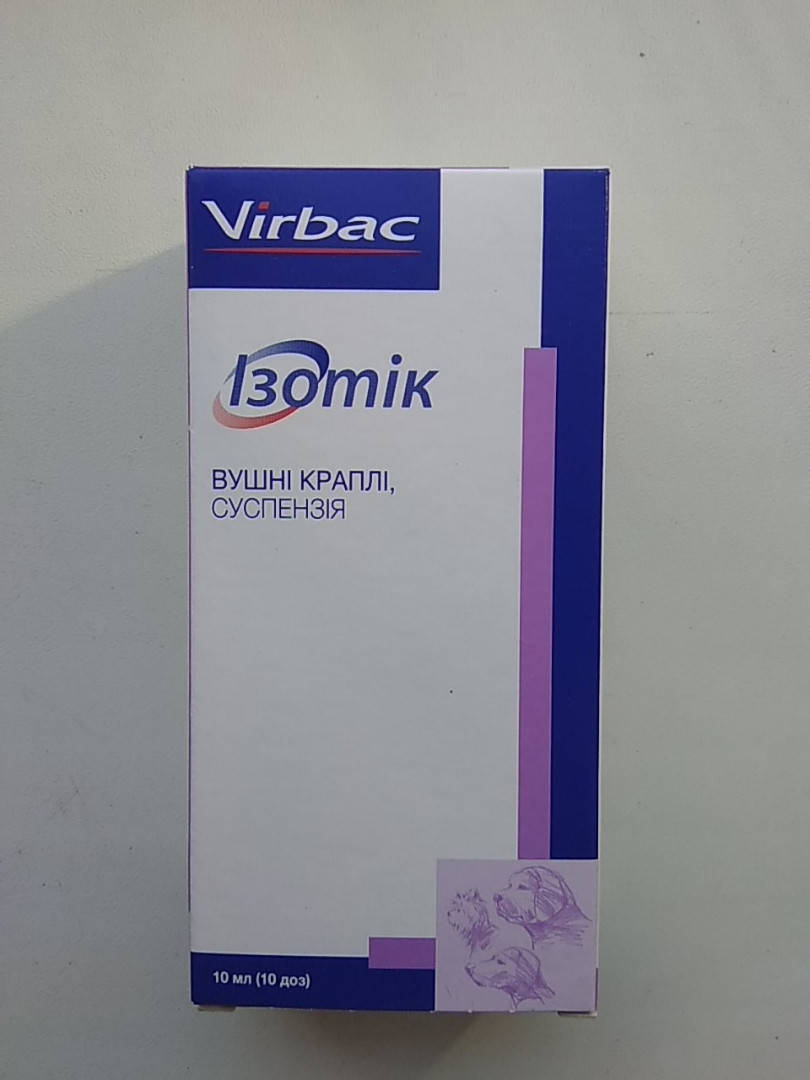 Virbac
Ізотік
ВУШНІ КРАПЛІ,
СУСПЕНЗІЯ
10 мл (10 доз)